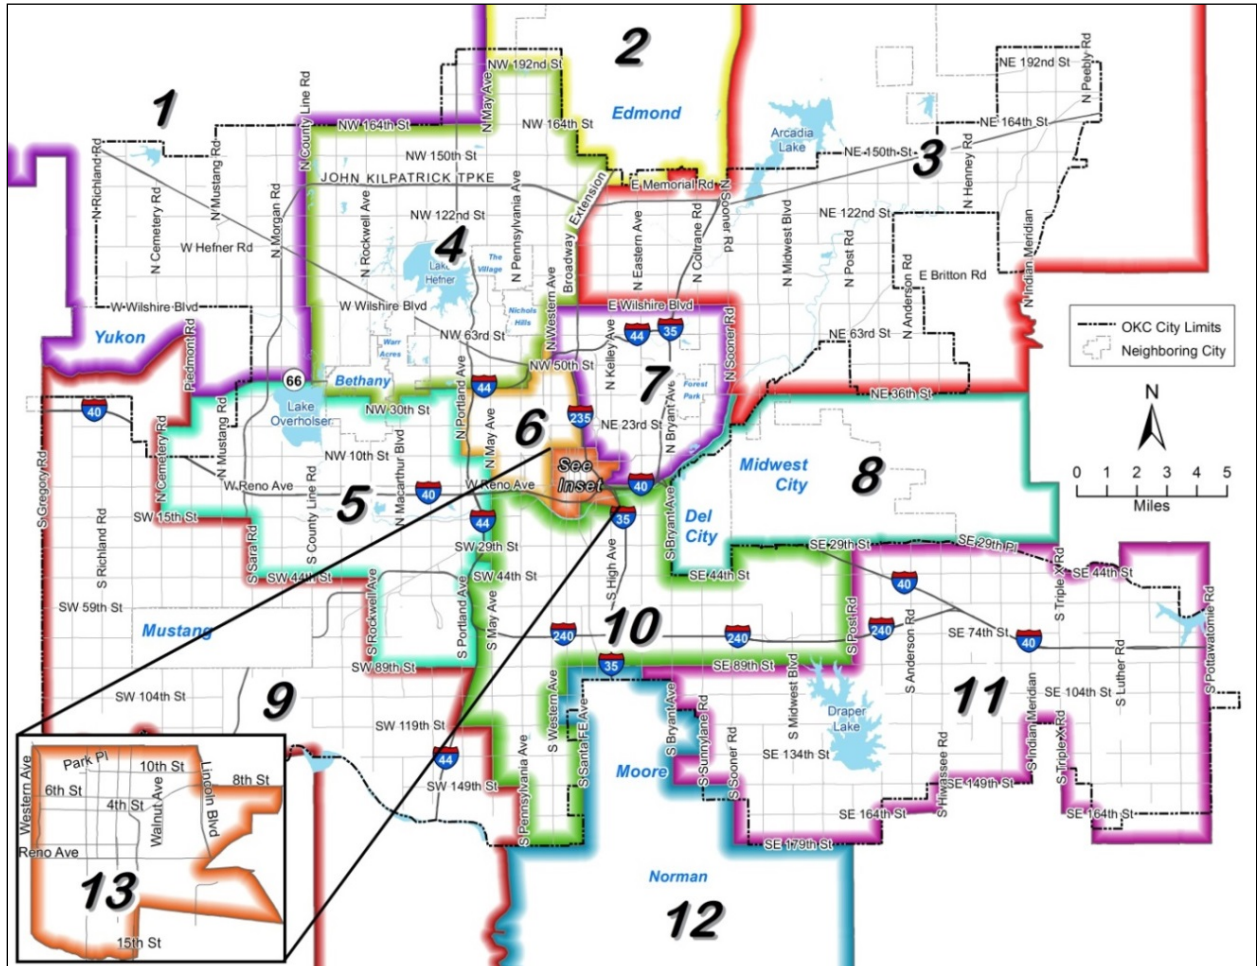 1
2
Edmond
3
NW 192nd St
NE 192nd St
N Peebly Rd
N County Line Rd
N May Ave
NW 164th St
NW 164th St
NE 164th St
Arcadia
Lake
NE 150th St
N Richland Rd
N Cemetery Rd
N Mustang Rd
N Morgan Rd
NW 150th St
JOHN KILPATRICK TPKE
E Memorial Rd
N Henney Rd
N Rockwell Ave
NW 122nd St
N Pennsylvania Ave
Broadway Extension
N Eastern Ave
N Coltrane Rd
N Sooner Rd
N Midwest Blvd
NE 122nd St
N Post Rd
N Indian Meridian
W Hefner Rd
4
Lake
Hefner
The
Village
N Anderson Rd
E Britton Rd
W Wilshire Blvd
W Wilshire Blvd
Nichols
Hills
N Western Ave
E Wilshire Blvd
OKC City Limits
Neighboring City
Yukon
Piedmont Rd
Warr
Acres
NW 63rd St
44
35
NE 63rd St
N Kelley Ave
N Sooner Rd
NW 50th St
7
N
66
Bethany
N Portland Ave
44
Forest
Park
NE 36th St
40
Lake
Overholser
NW 30th St
N May Ave
6
235
NE 23rd St
N Bryant Ave
N Mustang Rd
N Cemetery Rd
NW 10th St
N Macarthur Blvd
See
Inset
Midwest
City
8
0 1 2 3 4 5
Miles
S Gregory Rd
W Reno Ave
W Reno Ave
40
5
40
S County Line Rd
SW 15th St
44
35
S Bryant Ave
Del
City
S Richland Rd
S Sara Rd
SW 29th St
SE 29th St
SE 29th Pl
SW 44th St
SW 44th St
S High Ave
SE 44th St
SE 44th St
40
S Triple X Rd
S Pottawatomie Rd
SW 59th St
S Rockwell Ave
S Portland Ave
S May Ave
Mustang
240
10
240
S Post Rd
240
S Anderson Rd
SE 74th St
40
S Luther Rd
SW 89th St
35
SE 89th St
S Midwest Blvd
SW 104th St
9
11
SE 104th St
S Western Ave
S Santa FE Ave
S Bryant Ave
S Sunnylane Rd
S Sooner Rd
Draper
Lake
S Indian Meridian
S Triple X Rd
SW 119th St
SE 134th St
44
Moore
S Hiwassee Rd
SW 149th St
SE 149th St
S Pennsylvania Ave
SE 164th St
SE 164th St
SE 179th St
Norman
12
Western Ave
Park Pl
10th St
Lincoln Blvd
8th St
6th St
4th St
Walnut Ave
Reno Ave
13
15th St